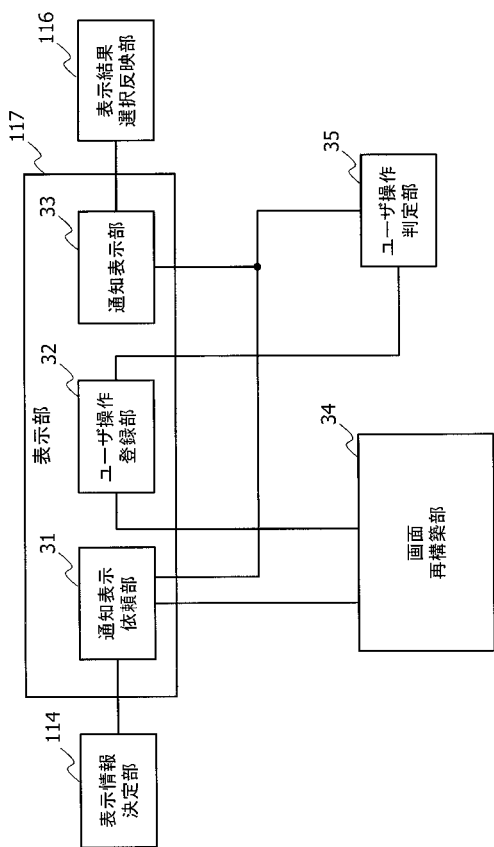 117
表示部
114
表示情報
決定部
31
通知表示
依頼部
32
ユーザ操作
登録部
33
通知表示部
116
表示結果
選択反映部
34
画面
再構築部
35
ユーザ操作
判定部